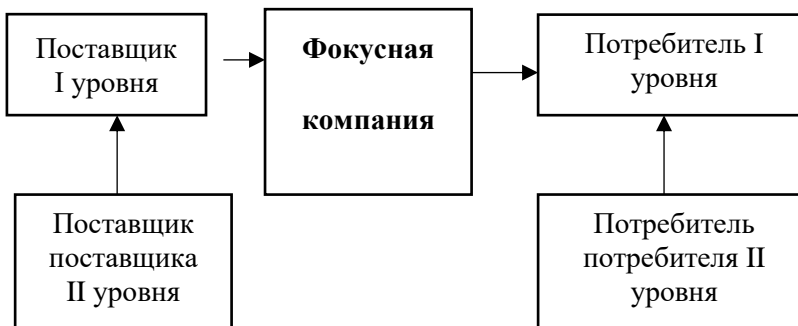 Поставщик
I уровня
Фокусная
компания
Потребитель I
уровня
Поставщик
поставщика
II уровня
Потребитель
потребителя II
уровня